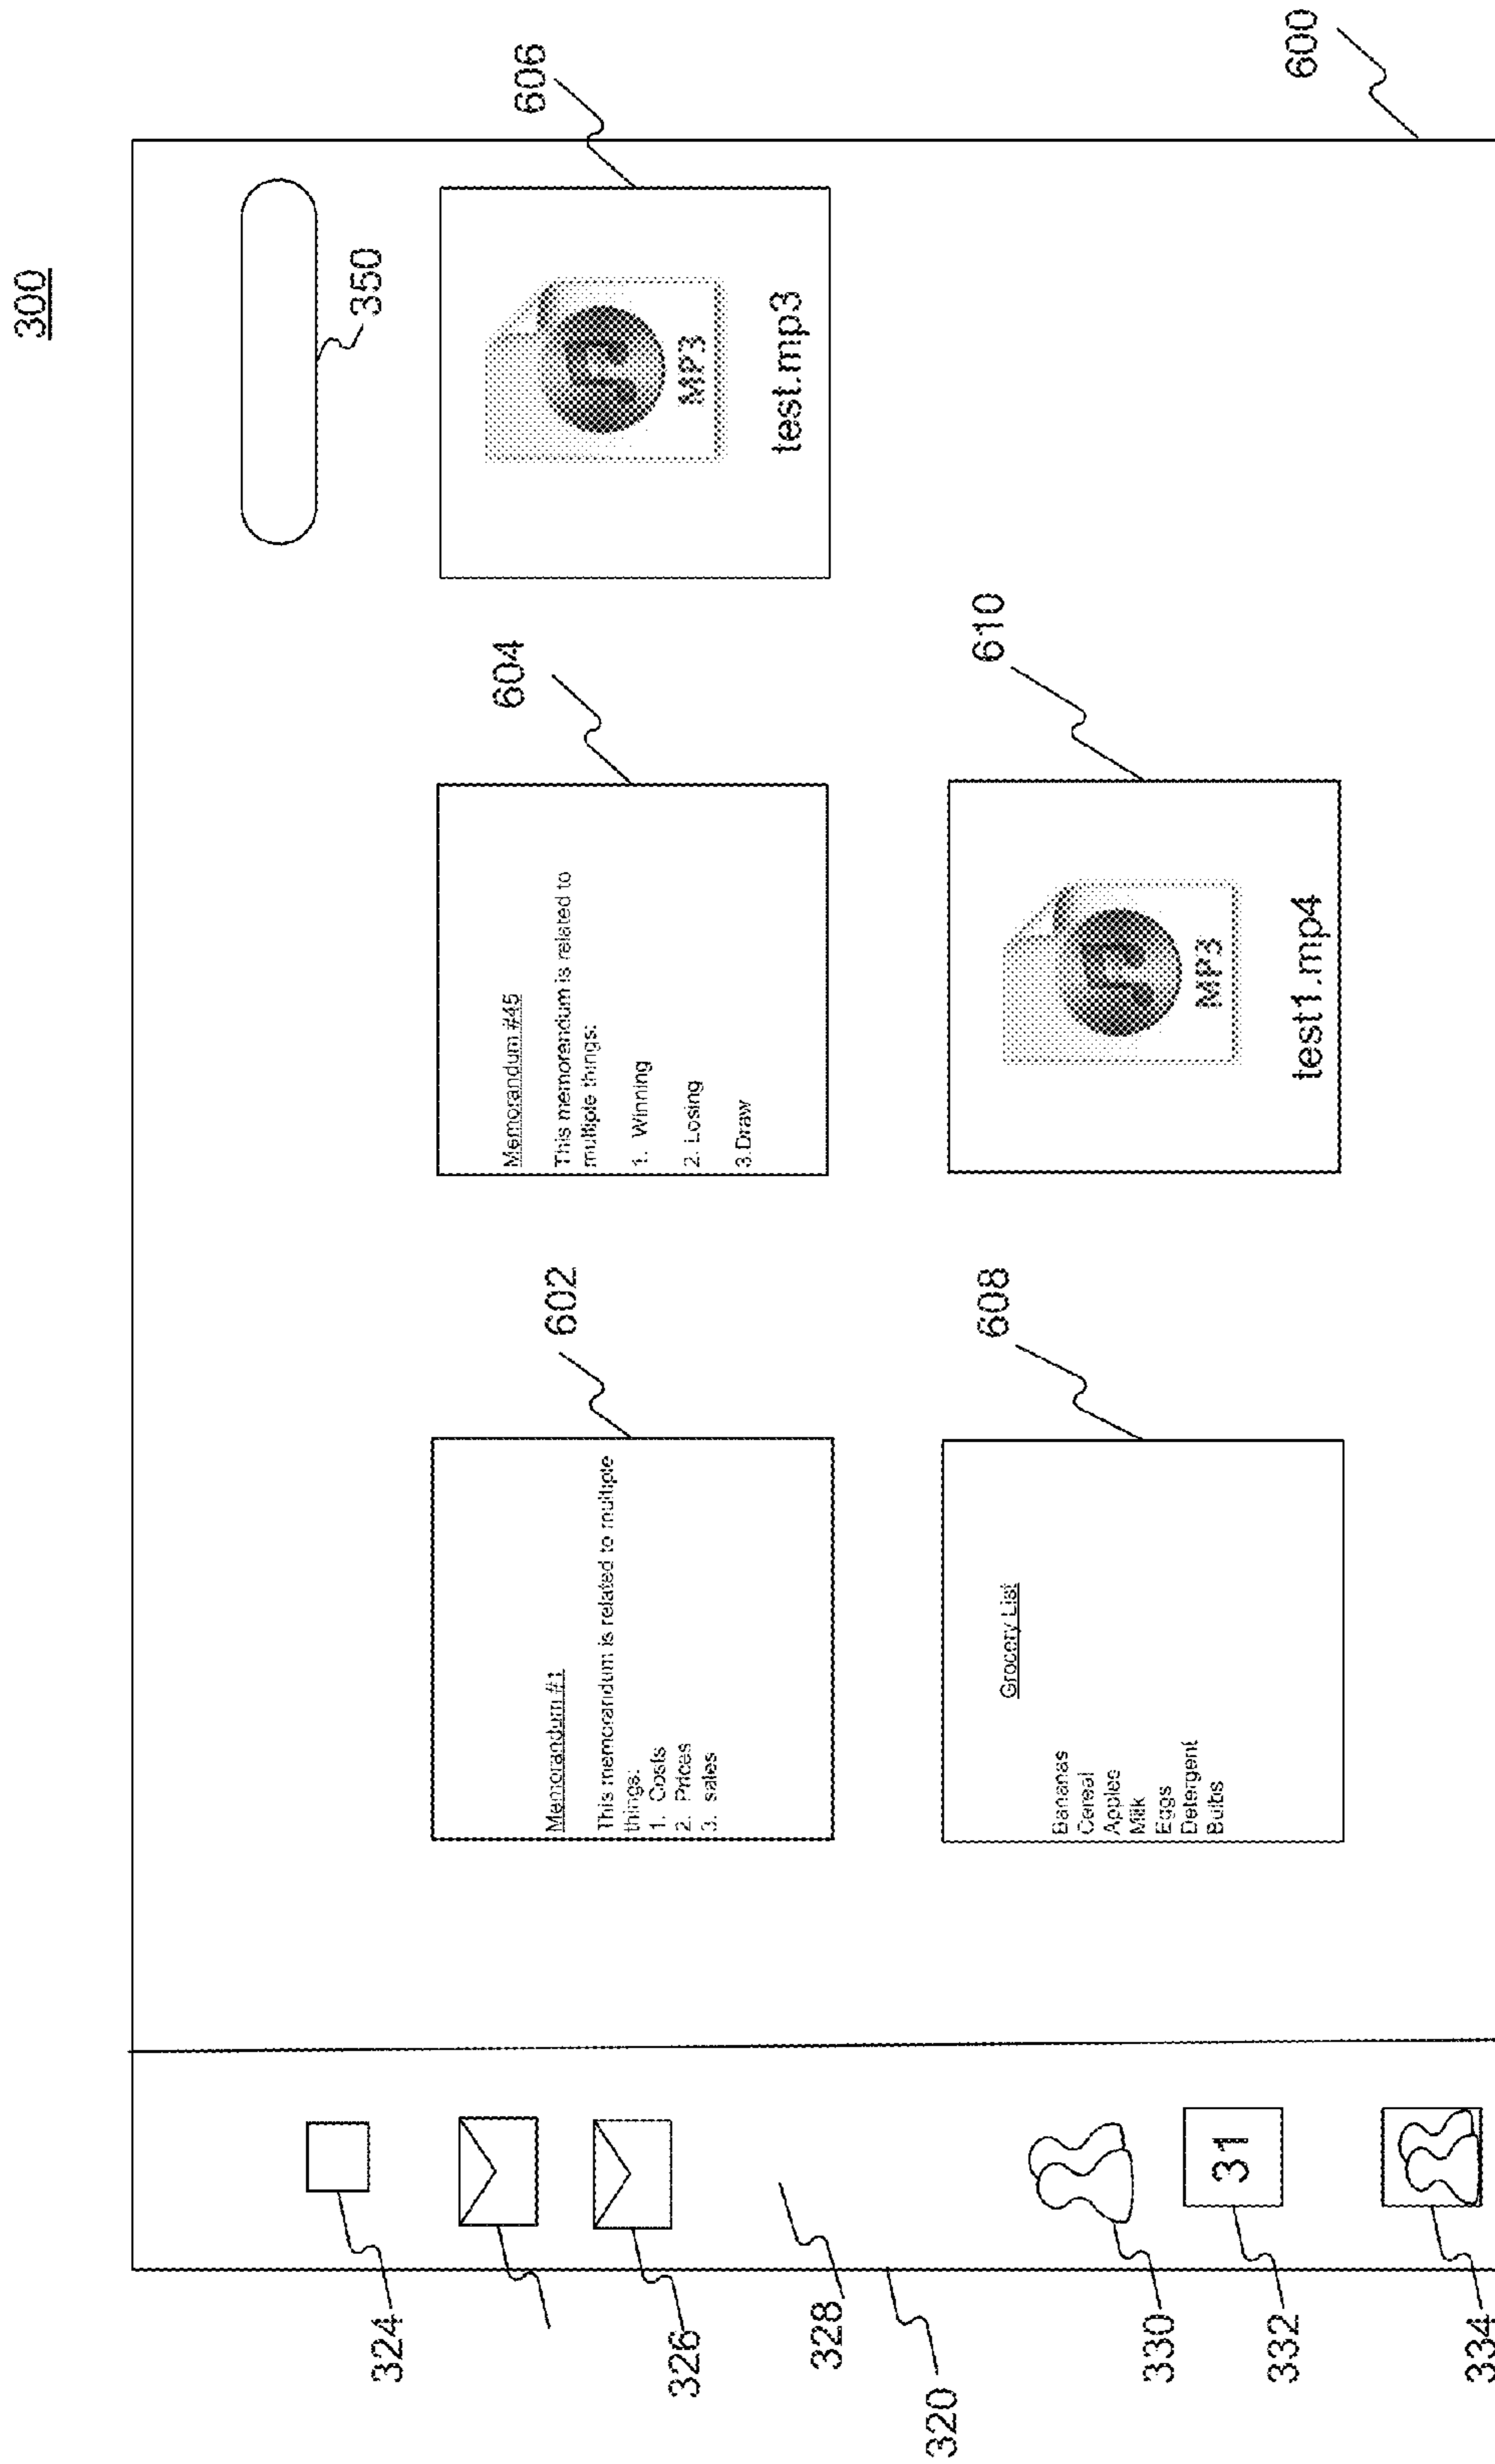 300
350
602
Memorandum #1
This memorandum is related to multiple
things:
1. Costs
2. Prices
3. sales
604
Memorandum #45
This memorandum is related to
multiple things:
1. Winning
2. Losing
3.Draw
606
MP3
test.mp3
608
Grocery List
Bananas
Cereal
Apples
Milk
Eggs
Detergent
Bulbs
610
MP3
test1.mp4
600
324
326
328
320
330
31
332
334